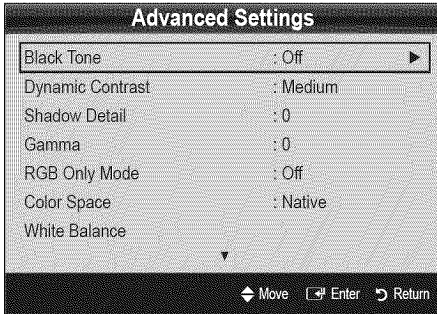 Advanced Settings
Black Tone : Off ►
Dynamic Contrast : Medium
Shadow Detail : 0
Gamma : 0
RGB Only Mode : Off
Color Space : Native
White Balance
▼
Move Enter Return